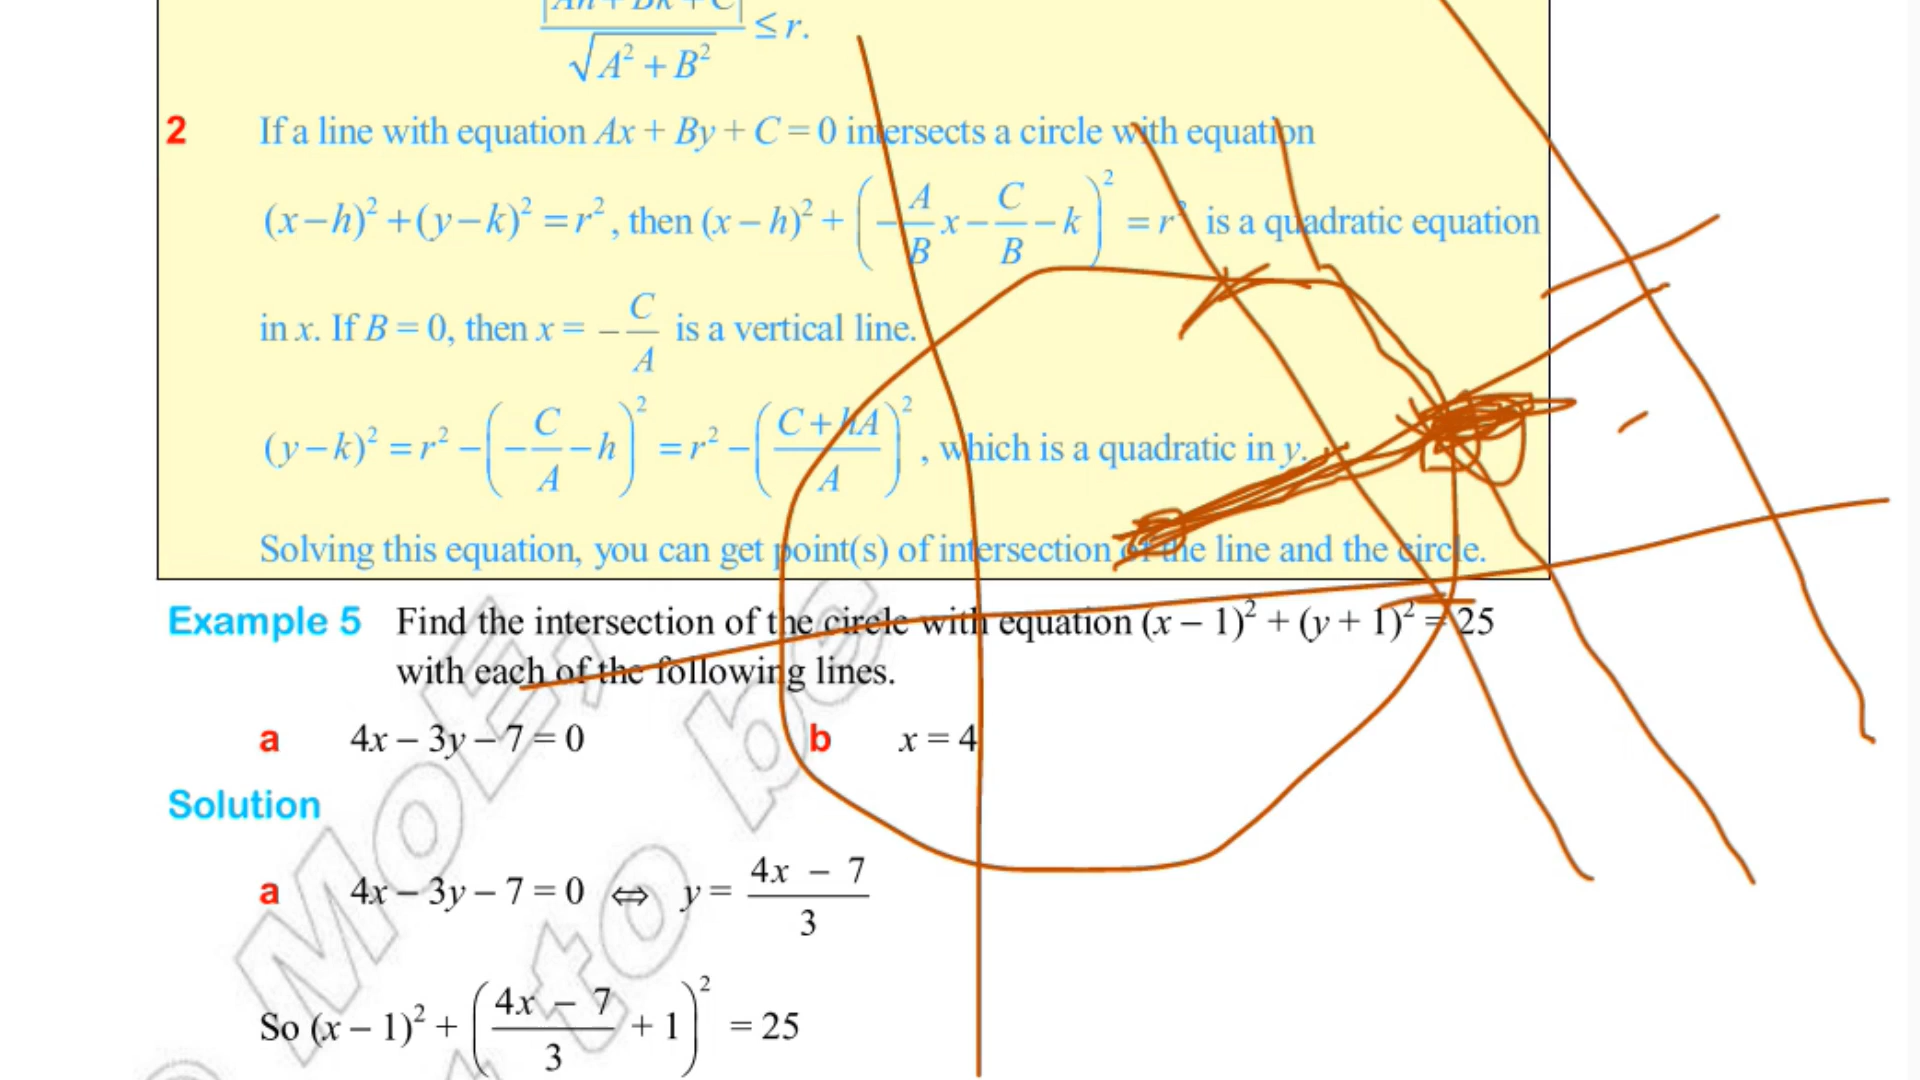 |Ah + Bk + C| / √(A² + B²) ≤ r.
2 If a line with equation Ax + By + C = 0 intersects a circle with equation
(x – h)² + (y – k)² = r², then (x – h)² + (–A/B x – C/B – k)² = r² is a quadratic equation
in x. If B = 0, then x = –C/A is a vertical line.
(y – k)² = r² – (–C/A – h)² = r² – ((C + hA)/A)², which is a quadratic in y.
Solving this equation, you can get point(s) of intersection of the line and the circle.
Example 5 Find the intersection of the circle with equation (x – 1)² + (y + 1)² = 25
with each of the following lines.
a 4x – 3y – 7 = 0 b x = 4
Solution
a 4x – 3y – 7 = 0 ⇔ y = (4x – 7)/3
So (x – 1)² + ((4x – 7)/3 + 1)² = 25
MOE,
to be